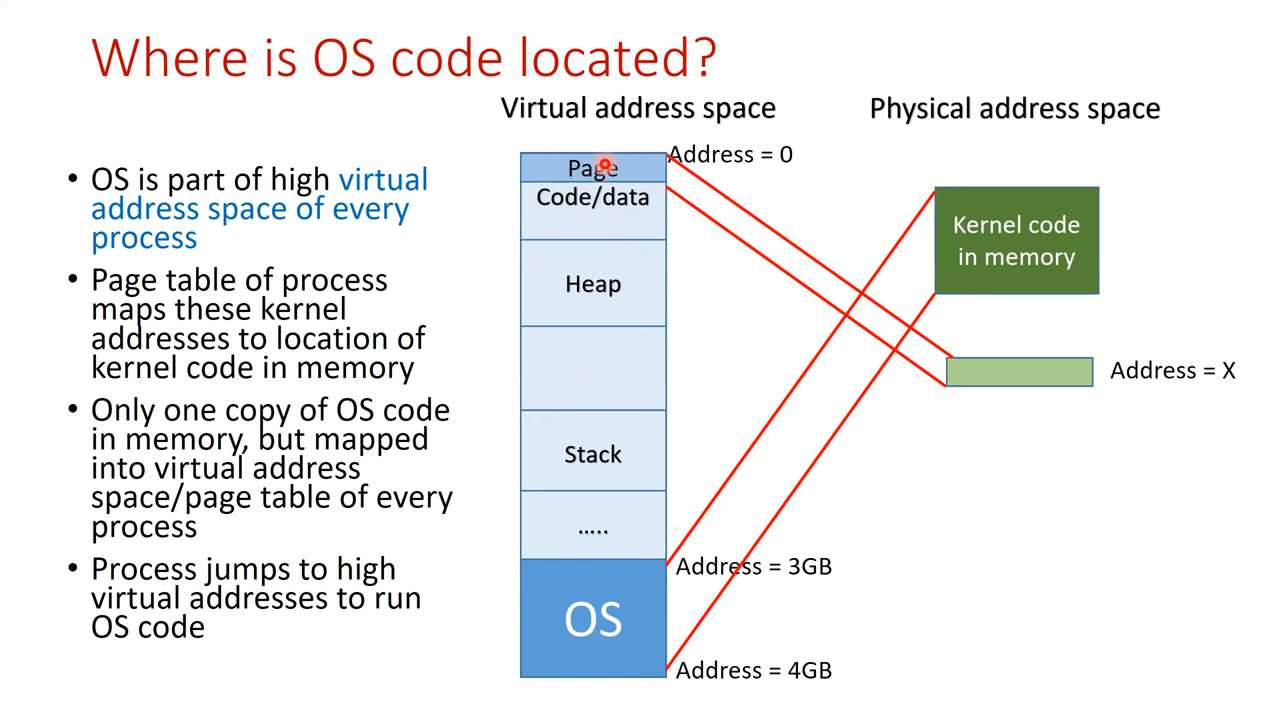 Where is OS code located?
Virtual address space
Physical address space
• OS is part of high virtual
address space of every
process
• Page table of process
maps these kernel
addresses to location of
kernel code in memory
• Only one copy of OS code
in memory, but mapped
into virtual address
space/page table of every
process
• Process jumps to high
virtual addresses to run
OS code
Page
Code/data
Heap
Stack
…..
OS
Address = 0
Address = 3GB
Address = 4GB
Kernel code
in memory
Address = X